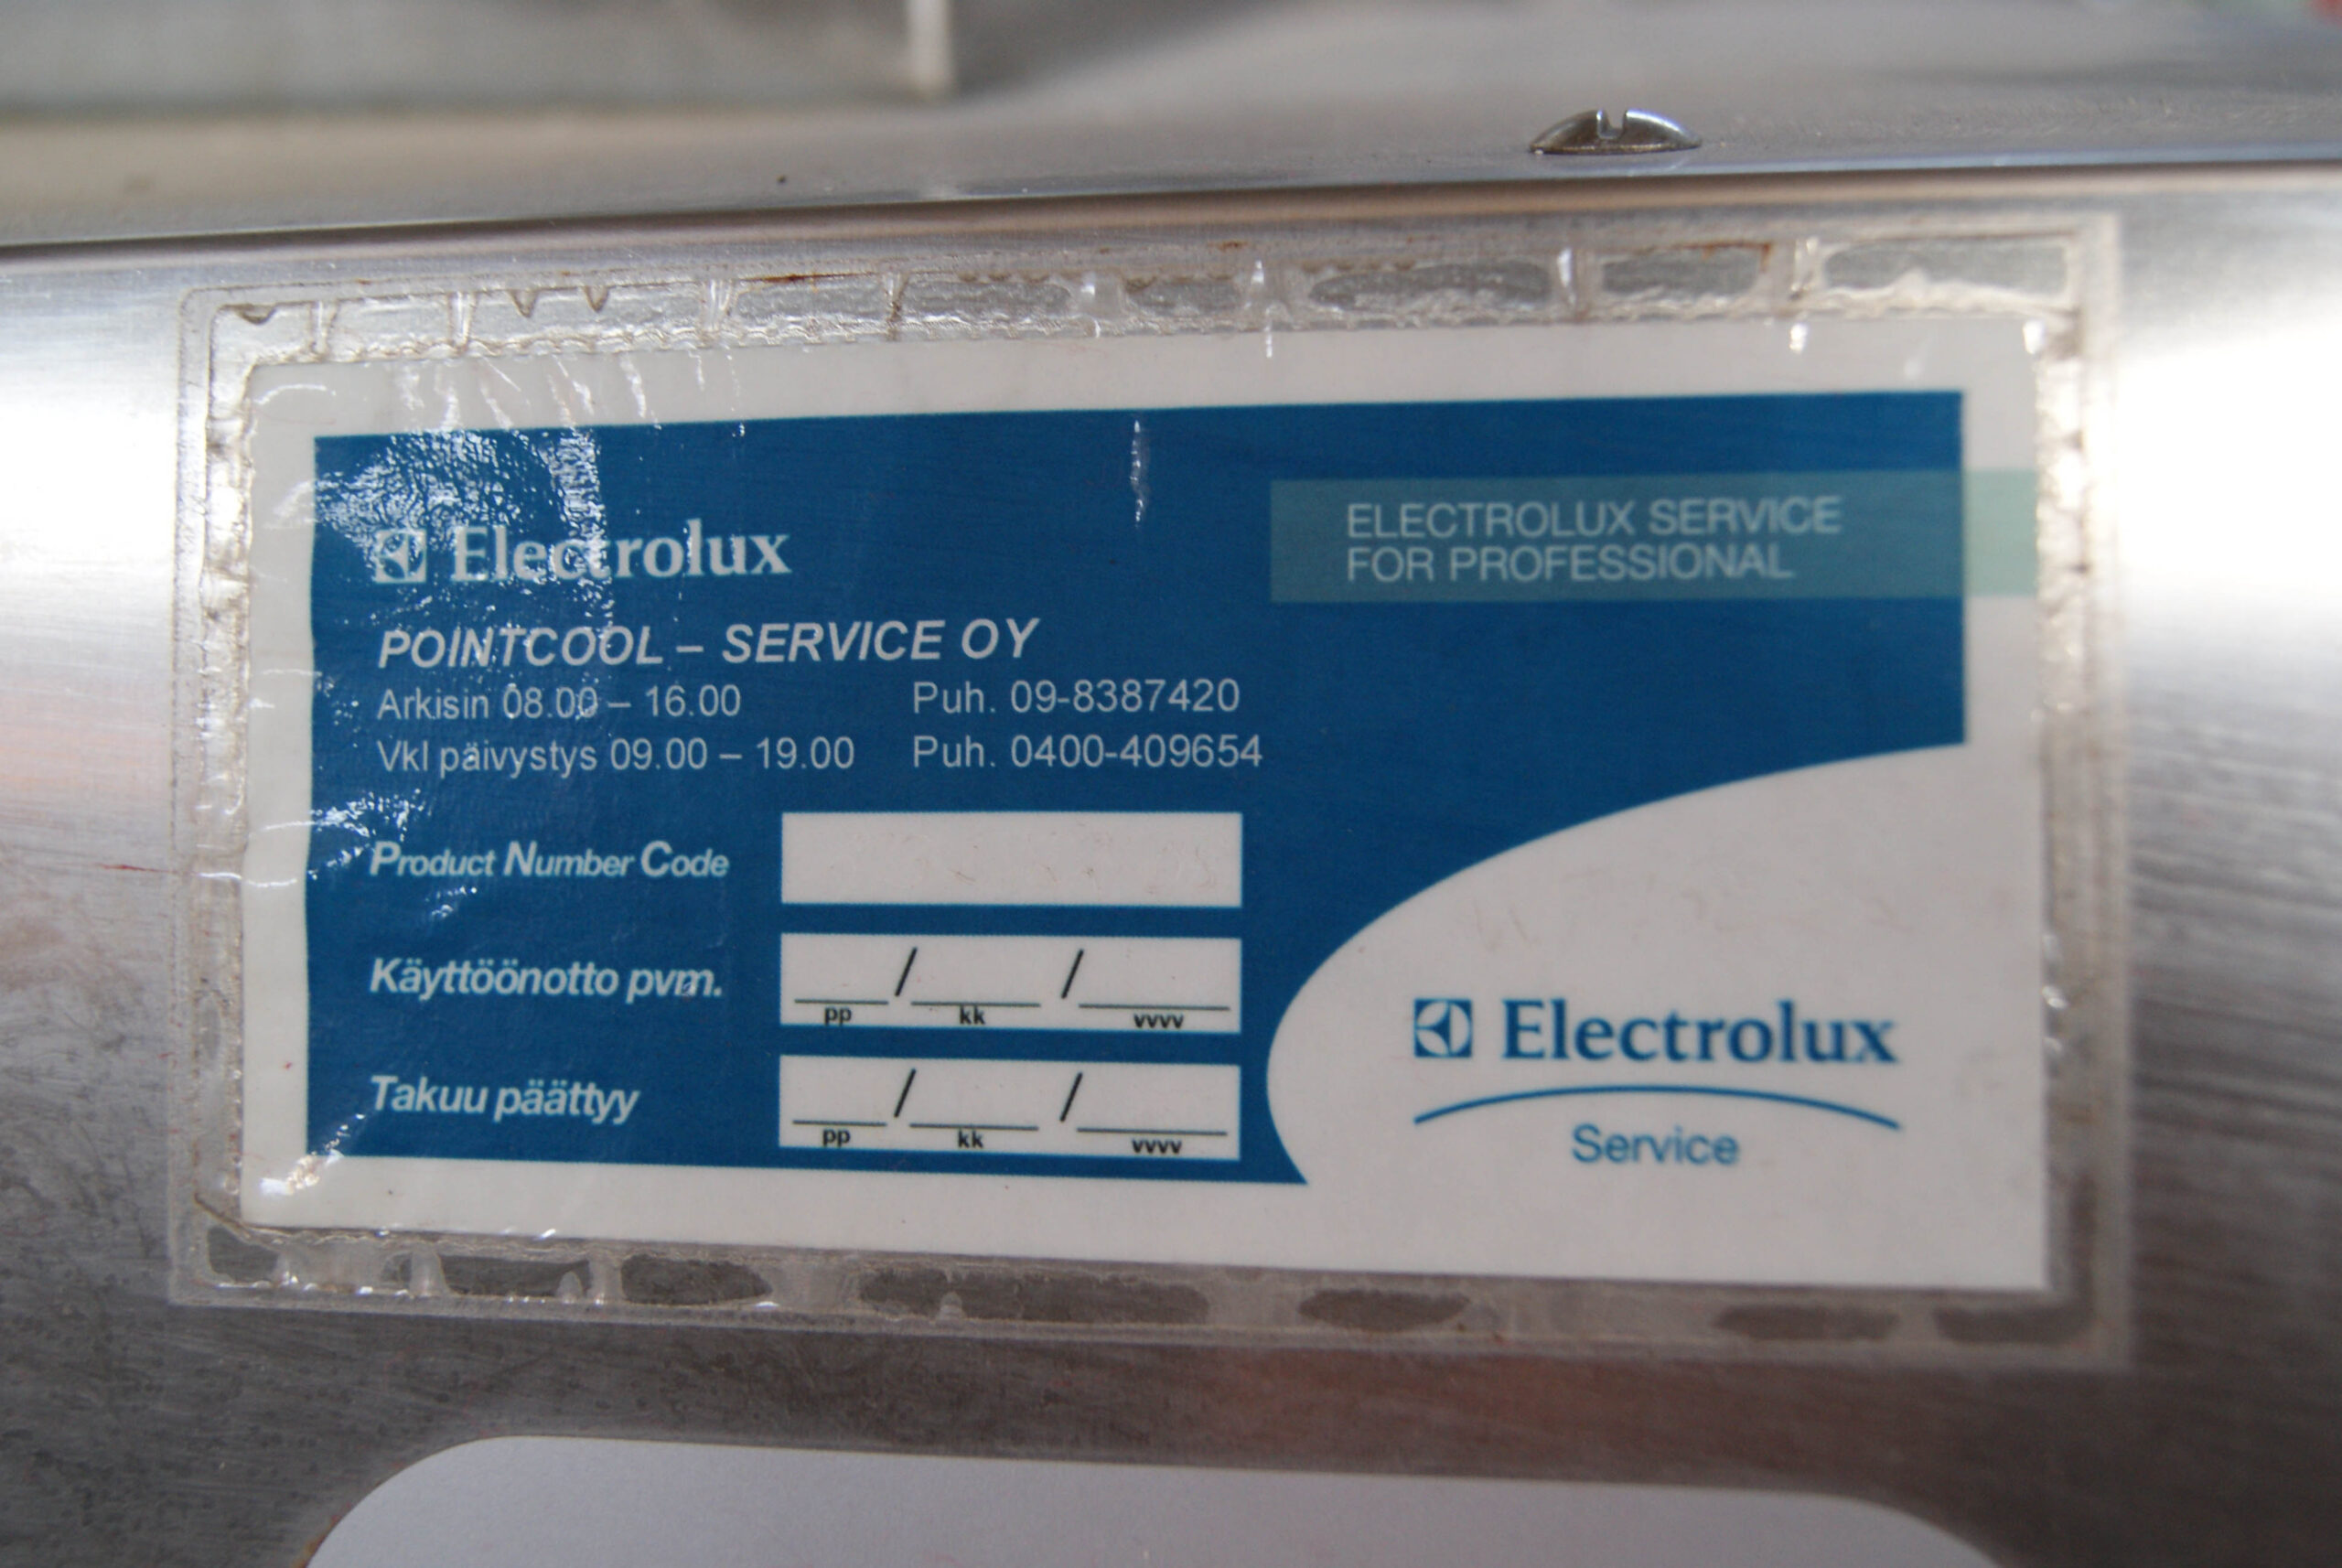 Electrolux
ELECTROLUX SERVICE
FOR PROFESSIONAL
POINTCOOL – SERVICE OY
Arkisin 08.00 – 16.00 Puh. 09-8387420
Vkl päivystys 09.00 – 19.00 Puh. 0400-409654
Product Number Code
Käyttöönotto pvm.
/ /
pp kk vvvv
Takuu päättyy
/ /
pp kk vvvv
Electrolux
Service